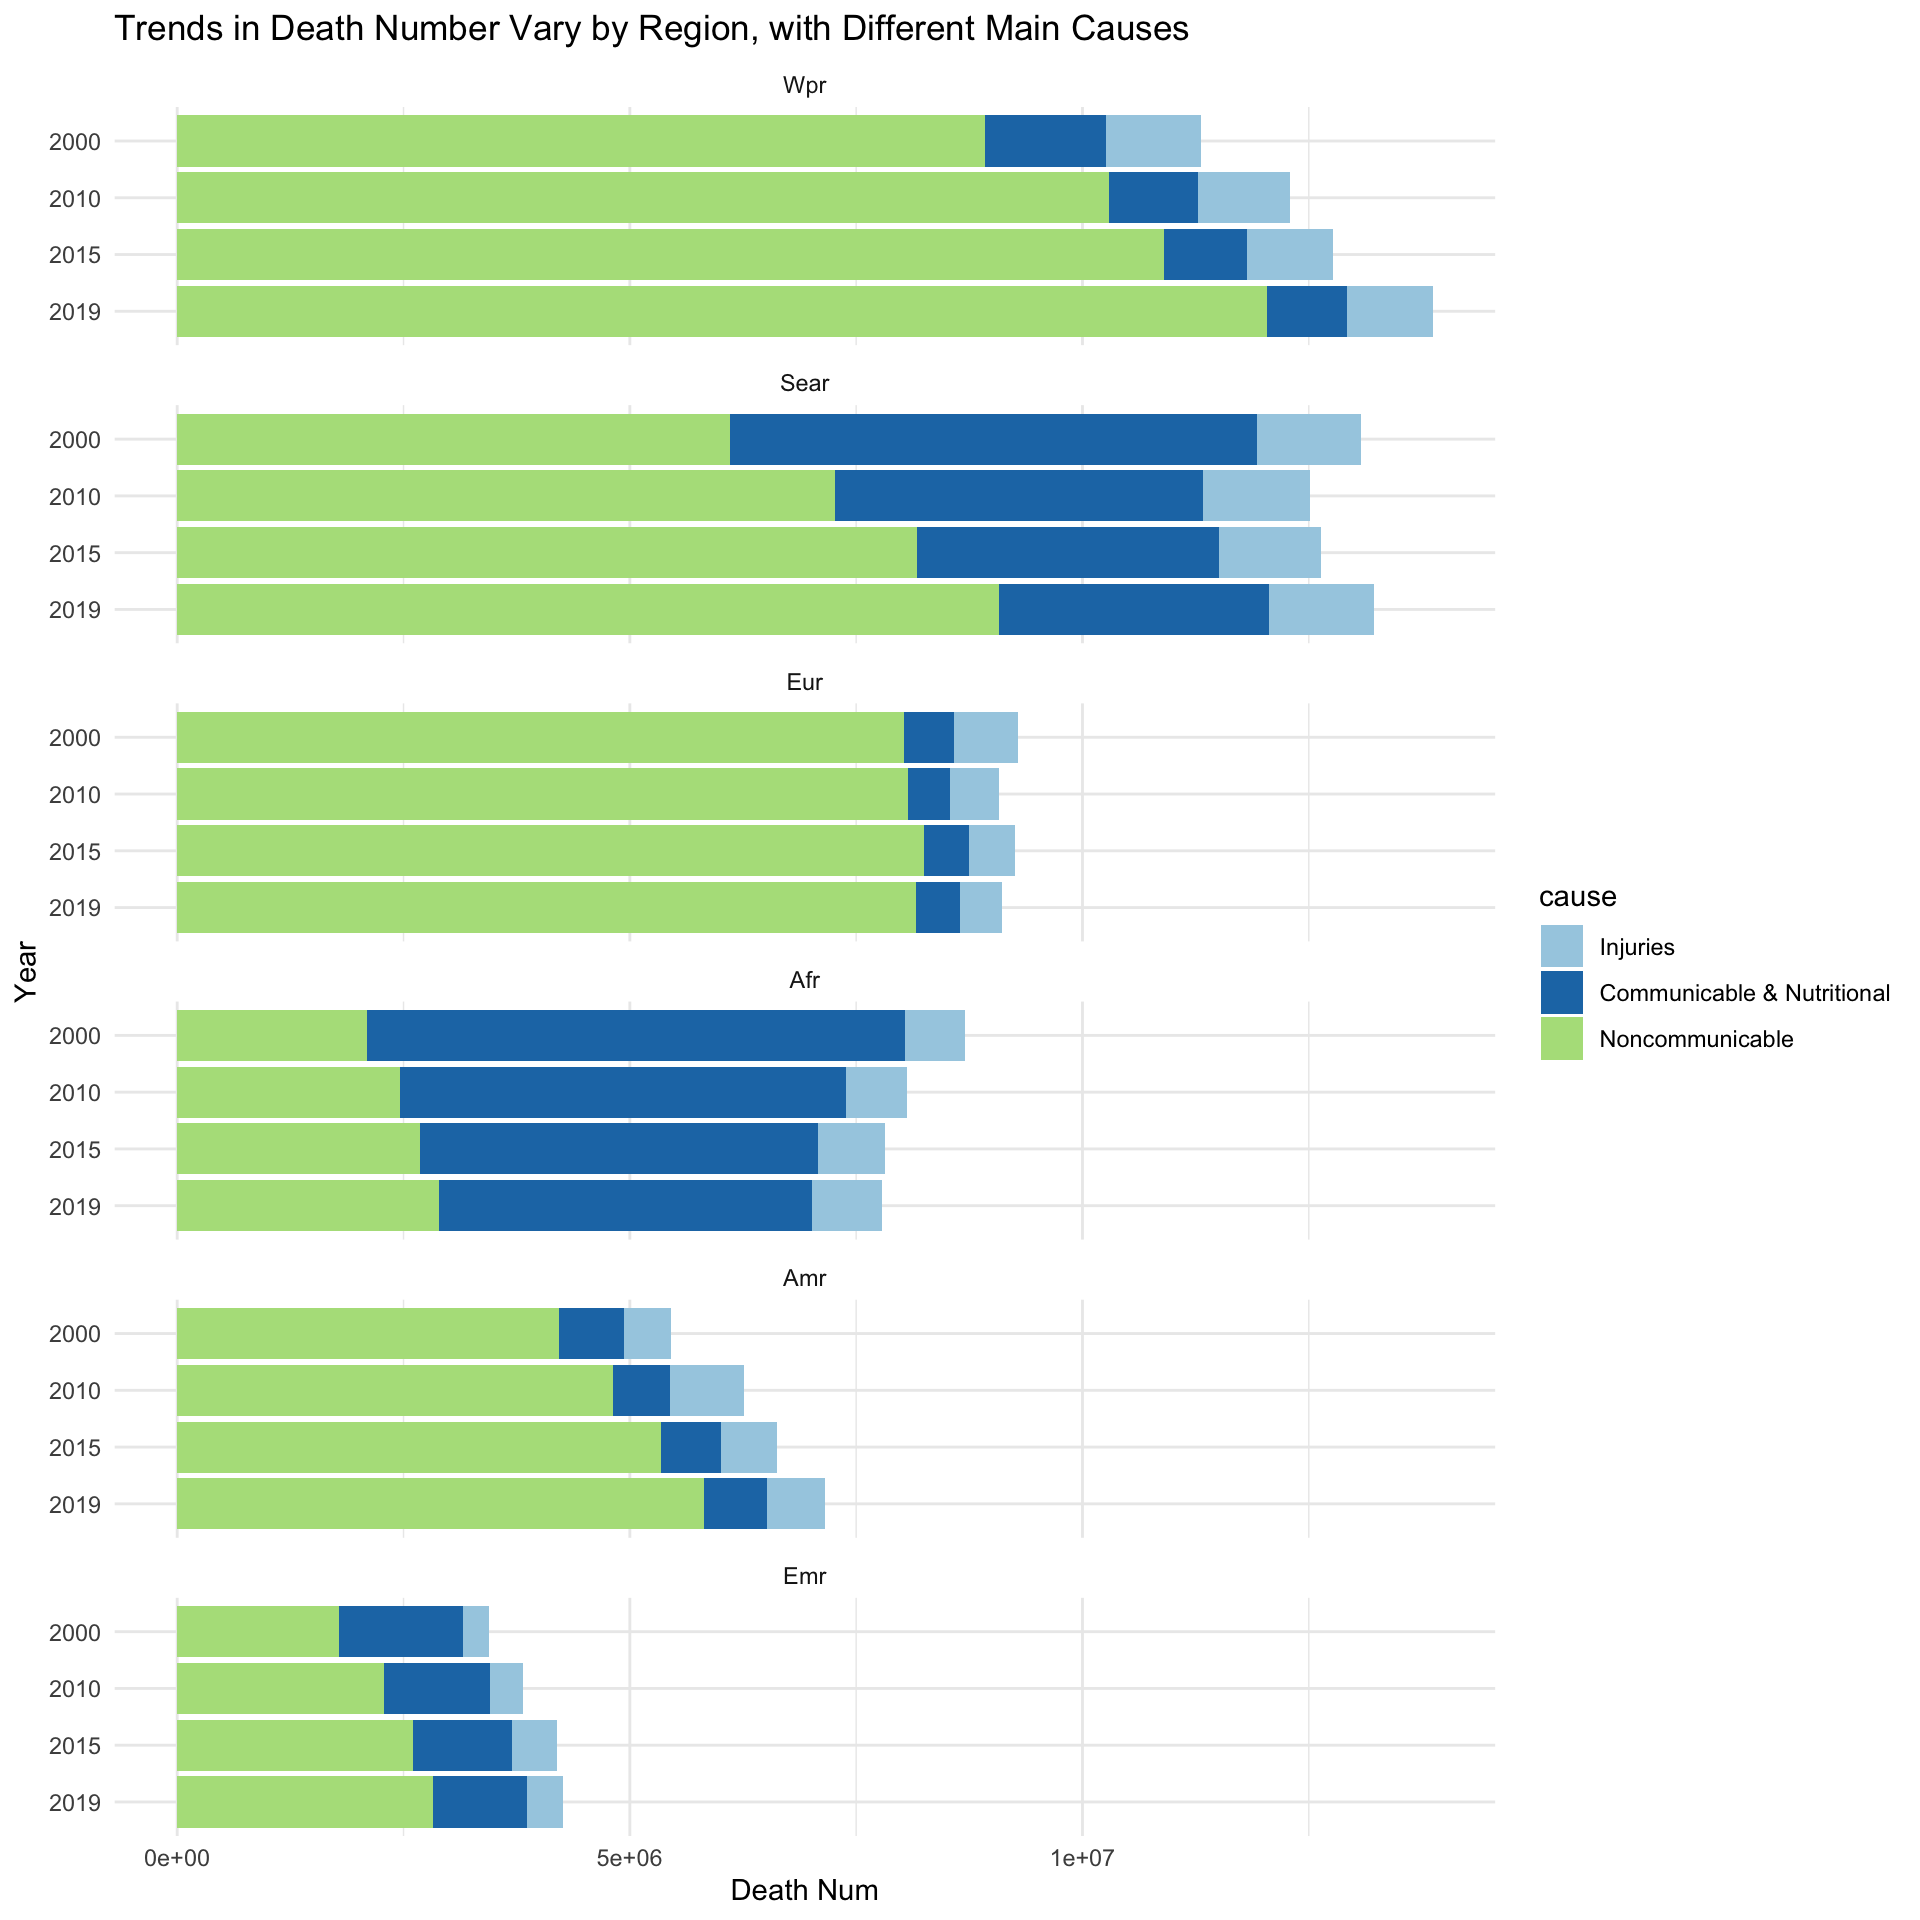 Trends in Death Number Vary by Region, with Different Main Causes
Wpr
2000
2010
2015
2019
Sear
2000
2010
2015
2019
Eur
2000
2010
2015
2019
Afr
2000
2010
2015
2019
Amr
2000
2010
2015
2019
Emr
2000
2010
2015
2019
0e+00 5e+06 1e+07
Death Num
Year
cause
Injuries
Communicable & Nutritional
Noncommunicable